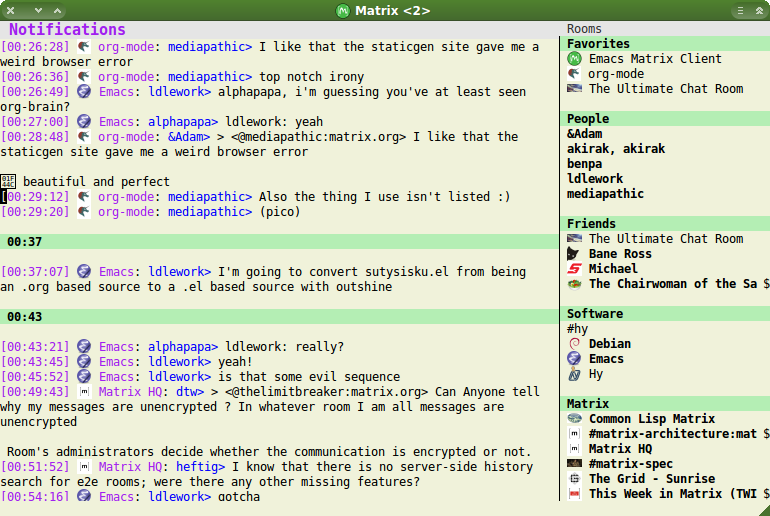 Matrix <2>
Notifications
[00:26:28] org-mode: mediapathic> I like that the staticgen site gave me a
weird browser error
[00:26:36] org-mode: mediapathic> top notch irony
[00:26:49] Emacs: ldlework> alphapapa, i'm guessing you've at least seen
org-brain?
[00:27:00] Emacs: alphapapa> ldlework: yeah
[00:28:48] org-mode: &Adam> > <@mediapathic:matrix.org> I like that the
staticgen site gave me a weird browser error
01F44C beautiful and perfect
[00:29:12] org-mode: mediapathic> Also the thing I use isn't listed :)
[00:29:20] org-mode: mediapathic> (pico)
00:37
[00:37:07] Emacs: ldlework> I'm going to convert sutysisku.el from being
an .org based source to a .el based source with outshine
00:43
[00:43:21] Emacs: alphapapa> ldlework: really?
[00:43:45] Emacs: ldlework> yeah!
[00:45:52] Emacs: ldlework> is that some evil sequence
[00:49:43] Matrix HQ: dtw> > <@thelimitbreaker:matrix.org> Can Anyone tell
why my messages are unencrypted ? In whatever room I am all messages are
unencrypted
Room's administrators decide whether the communication is encrypted or not.
[00:51:52] Matrix HQ: heftig> I know that there is no server-side history
search for e2e rooms; were there any other missing features?
[00:54:16] Emacs: ldlework> gotcha
Rooms
Favorites
Emacs Matrix Client
org-mode
The Ultimate Chat Room
People
&Adam
akirak, akirak
benpa
ldlework
mediapathic
Friends
The Ultimate Chat Room
Bane Ross
Michael
The Chairwoman of the Sa $
Software
#hy
Debian
Emacs
Hy
Matrix
Common Lisp Matrix
#matrix-architecture:mat $
Matrix HQ
#matrix-spec
The Grid - Sunrise
This Week in Matrix (TWI $